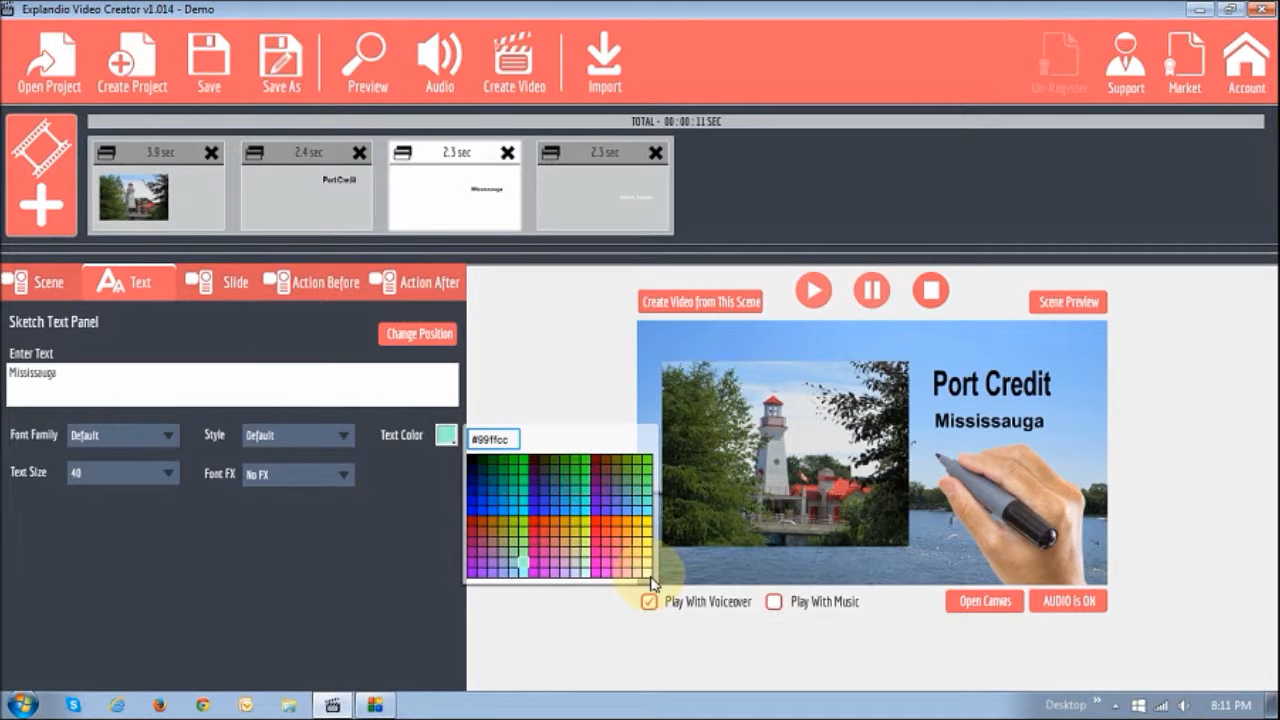 Explandio Video Creator v1.014 - Demo
Open Project
Create Project
Save
Save As
Preview
Audio
Create Video
Import
Un-Register
Support
Market
Account
TOTAL - 00:00:11 SEC
3.9 sec
2.4 sec
2.3 sec
2.3 sec
Port Credit
Mississauga
Scene
Text
Slide
Action Before
Action After
Create Video from This Scene
Scene Preview
Sketch Text Panel
Change Position
Enter Text
Mississauga
Font Family
Default
Style
Default
Text Color
#99ffcc
Text Size
40
Font FX
No FX
Port Credit
Mississauga
Play With Voiceover
Play With Music
Open Canvas
AUDIO is ON
Desktop
8:11 PM